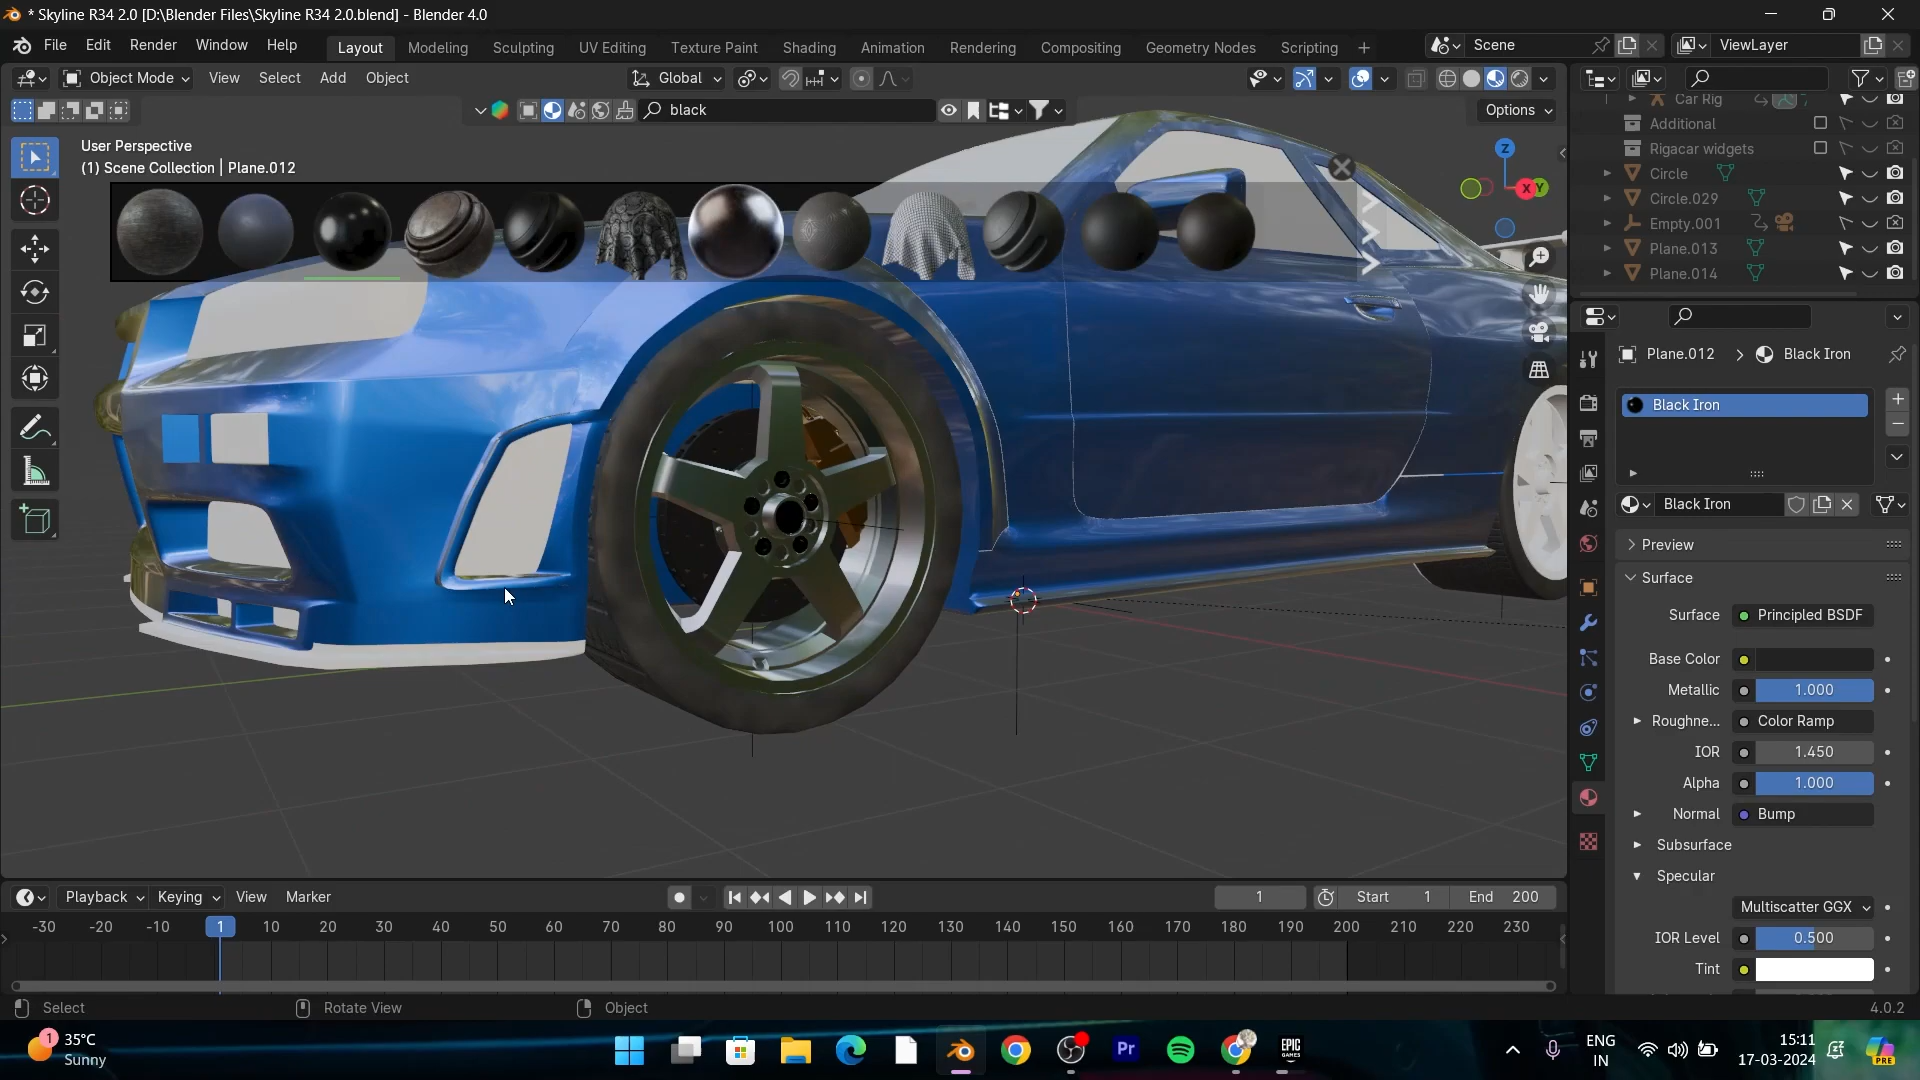 * Skyline R34 2.0 [D:\Blender Files\Skyline R34 2.0.blend] - Blender 4.0
File Edit Render Window Help Layout Modeling Sculpting UV Editing Texture Paint Shading Animation Rendering Compositing Geometry Nodes Scripting + Scene ViewLayer
Object Mode View Select Add Object Global
black Options
User Perspective
(1) Scene Collection | Plane.012
Z
X Y
Car Rig
Additional
Rigacar widgets
Circle
Circle.029
Empty.001
Plane.013
Plane.014
Plane.012 > Black Iron
Black Iron
Black Iron
Preview
Surface
Surface Principled BSDF
Base Color
Metallic 1.000
Roughne... Color Ramp
IOR 1.450
Alpha 1.000
Normal Bump
Subsurface
Specular
Multiscatter GGX
IOR Level 0.500
Tint
Playback Keying View Marker 1 Start 1 End 200
-30 -20 -10 1 10 20 30 40 50 60 70 80 90 100 110 120 130 140 150 160 170 180 190 200 210 220 230
Select Rotate View Object 4.0.2
1 35°C
Sunny
Pr
EPIC
GAMES
ENG
IN
15:11
17-03-2024
PRE